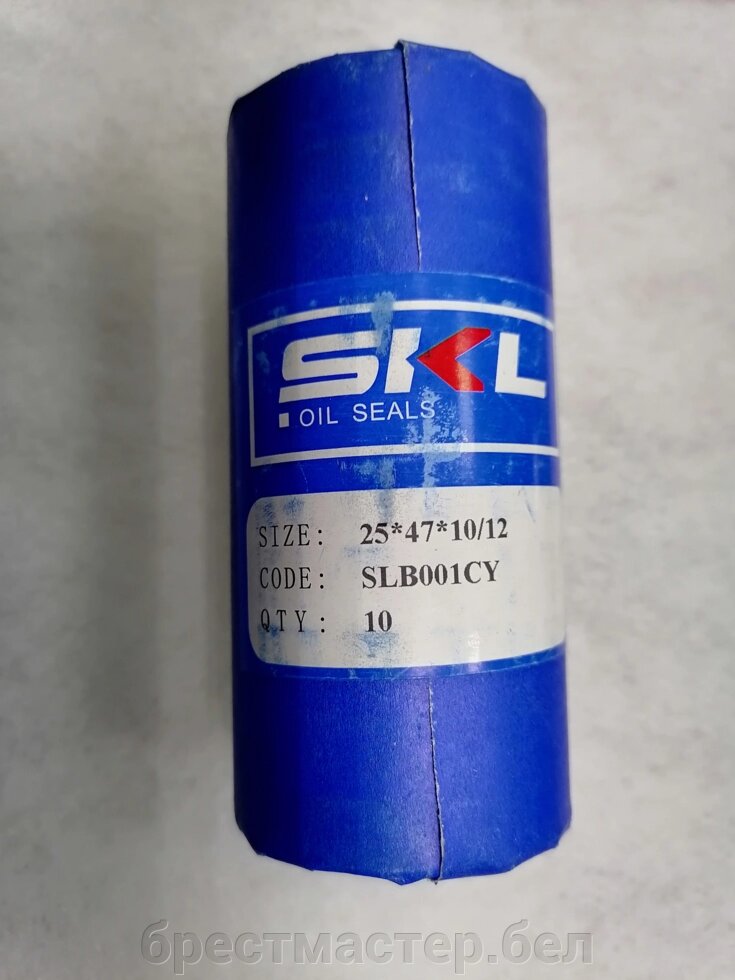 SKL
OIL SEALS
SIZE: 25*47*10/12
CODE: SLB001CY
QTY: 10
брестмастер.бел